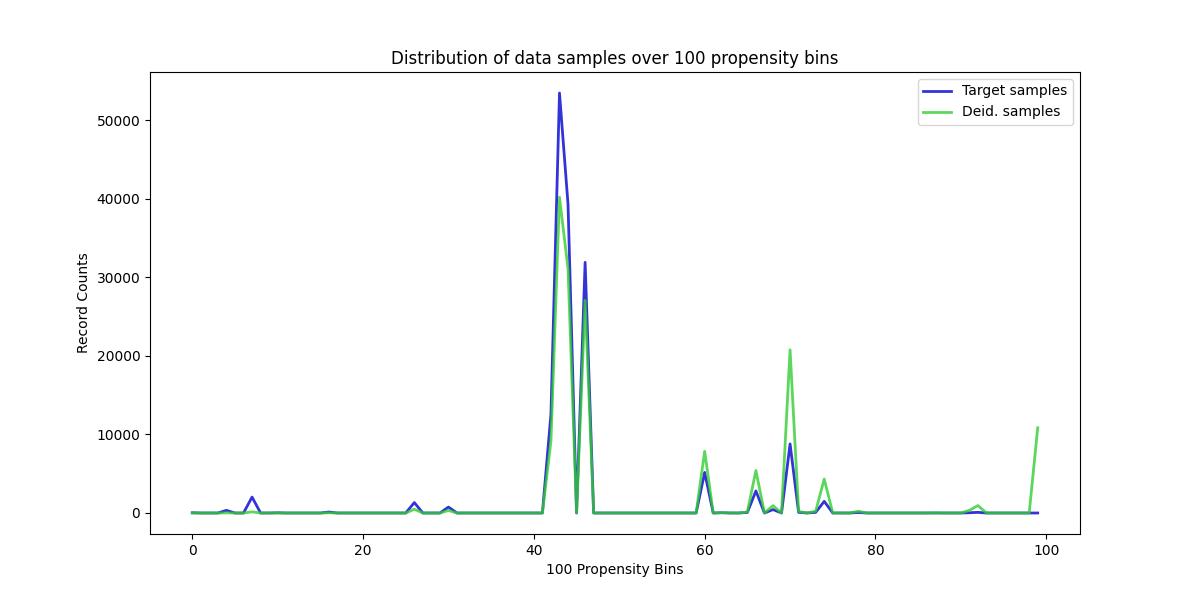 Distribution of data samples over 100 propensity bins
Target samples
Deid. samples
Record Counts
50000
40000
30000
20000
10000
0
0 20 40 60 80 100
100 Propensity Bins